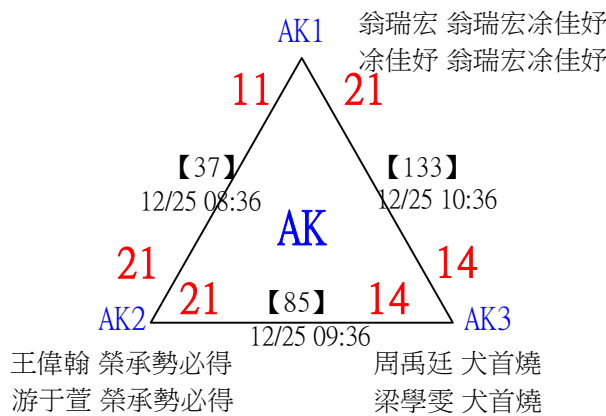 AK1
翁瑞宏 翁瑞宏凃佳妤
凃佳妤 翁瑞宏凃佳妤
11
21
【37】
12/25 08:36
【133】
12/25 10:36
AK
21
14
21
【85】
14
AK2
12/25 09:36
AK3
王偉翰 榮承勢必得
游于萱 榮承勢必得
周禹廷 犬首燒
梁學雯 犬首燒